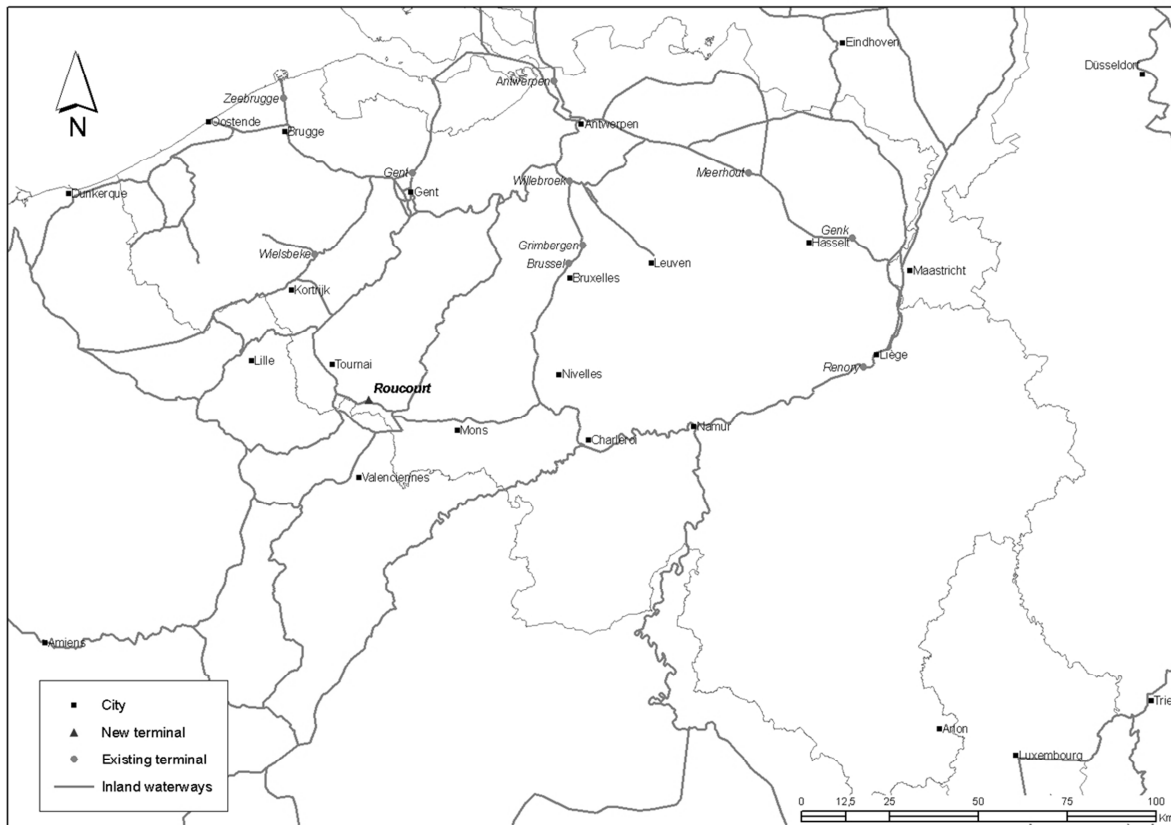 Eindhoven
Düsseldorf
Antwerpen
Zeebrugge
Oostende
Brugge
Antwerpen
Gent
Meerhout
Willebroek
Dunkerque
Gent
Genk
Hasselt
Grimbergen
Wielsbeke
Brussel
Leuven
Maastricht
Bruxelles
Kortrijk
Liège
Lille
Tournai
Renory
Nivelles
Roucourt
Mons
Namur
Charleroi
Valenciennes
Amiens
Trie
Arlon
Luxembourg
N
City
New terminal
Existing terminal
Inland waterways
0 12,5 25 50 75 100
Km